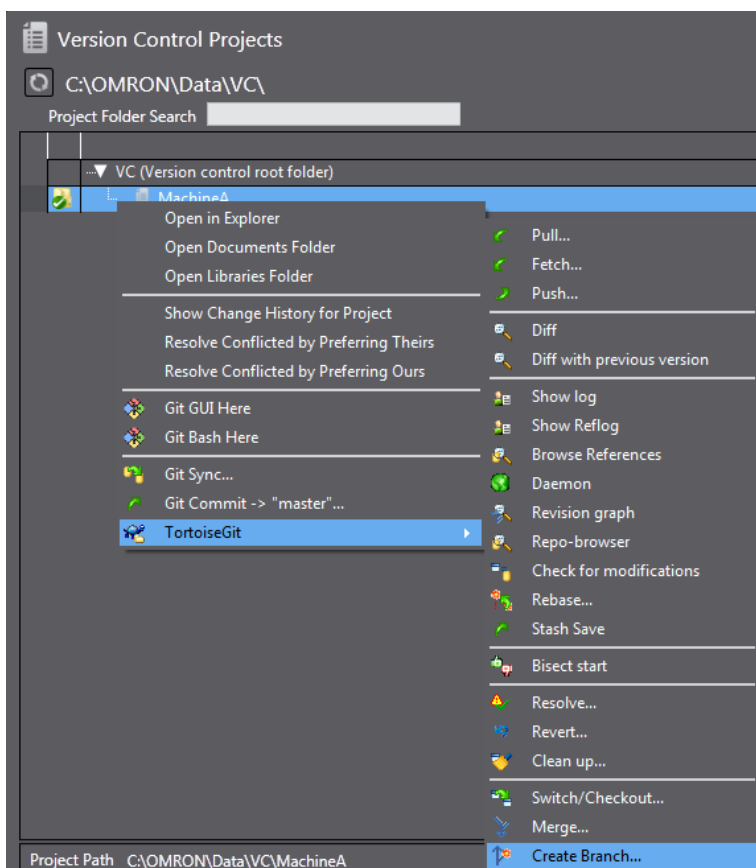 Version Control Projects
C:\OMRON\Data\VC\
Project Folder Search
VC (Version control root folder)
MachineA
Open in Explorer
Open Documents Folder
Open Libraries Folder
Show Change History for Project
Resolve Conflicted by Preferring Theirs
Resolve Conflicted by Preferring Ours
Git GUI Here
Git Bash Here
Git Sync...
Git Commit -> "master"...
TortoiseGit
Pull...
Fetch...
Push...
Diff
Diff with previous version
Show log
Show Reflog
Browse References
Daemon
Revision graph
Repo-browser
Check for modifications
Rebase...
Stash Save
Bisect start
Resolve...
Revert...
Clean up...
Switch/Checkout...
Merge...
Create Branch...
Project Path C:\OMRON\Data\VC\MachineA